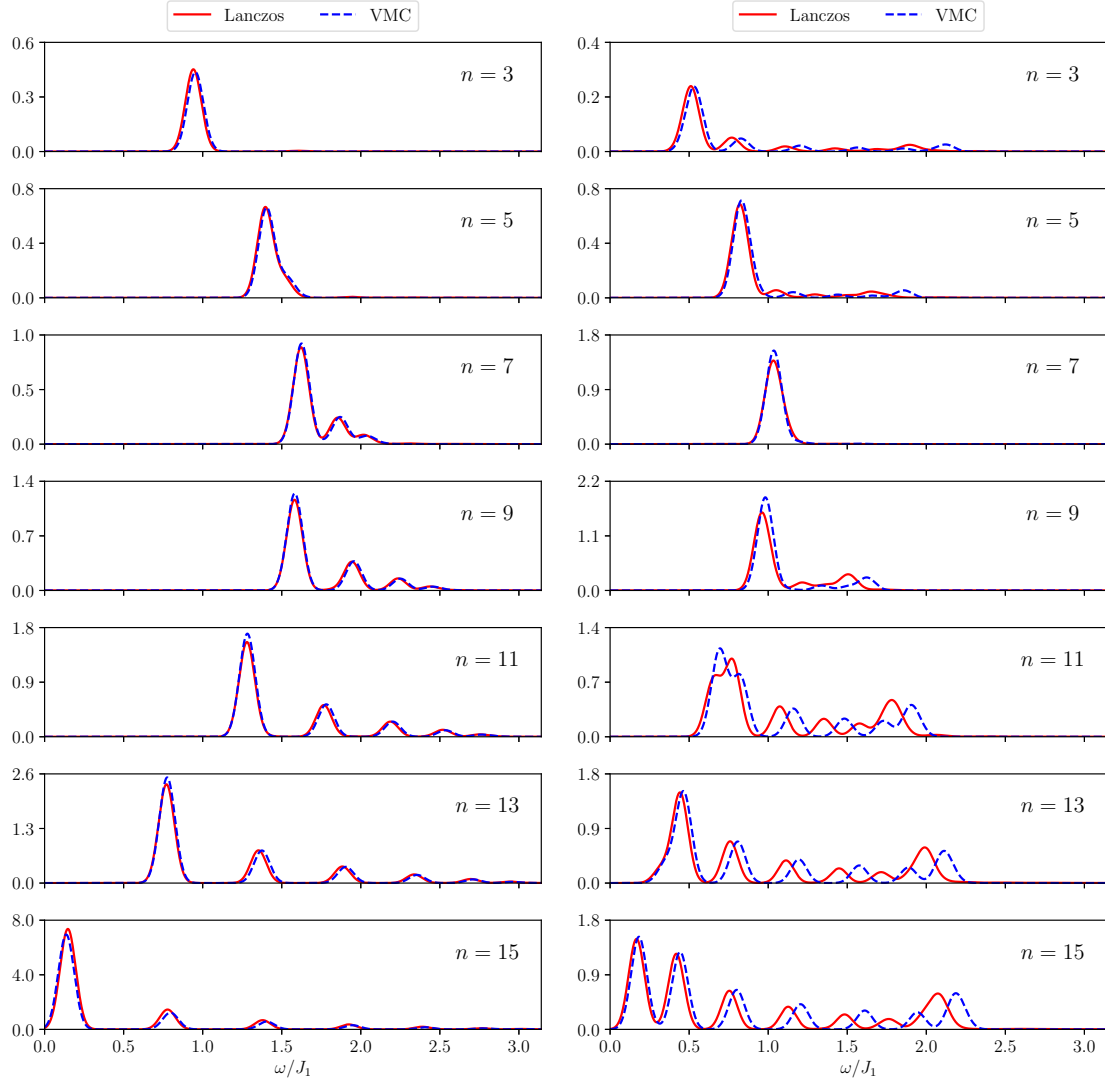 Lanczos VMC
0.6
0.3
0.0
n = 3
0.8
0.4
0.0
n = 5
1.0
0.5
0.0
n = 7
1.4
0.7
0.0
n = 9
1.8
0.9
0.0
n = 11
2.6
1.3
0.0
n = 13
8.0
4.0
0.0
n = 15
0.0 0.5 1.0 1.5 2.0 2.5 3.0
ω/J₁
Lanczos VMC
0.4
0.2
0.0
n = 3
0.8
0.4
0.0
n = 5
1.8
0.9
0.0
n = 7
2.2
1.1
0.0
n = 9
1.4
0.7
0.0
n = 11
1.8
0.9
0.0
n = 13
1.8
0.9
0.0
n = 15
0.0 0.5 1.0 1.5 2.0 2.5 3.0
ω/J₁